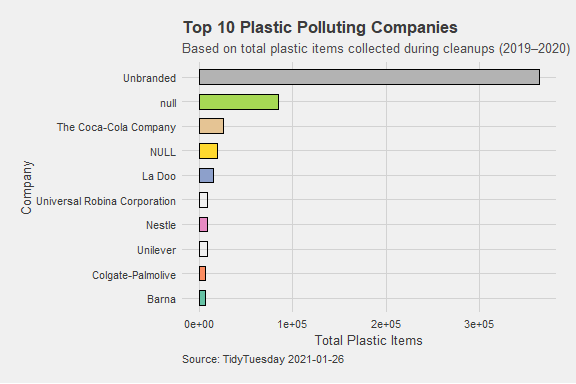 Top 10 Plastic Polluting Companies
Based on total plastic items collected during cleanups (2019–2020)
Company
Unbranded
null
The Coca-Cola Company
NULL
La Doo
Universal Robina Corporation
Nestle
Unilever
Colgate-Palmolive
Barna
0e+00 1e+05 2e+05 3e+05
Total Plastic Items
Source: TidyTuesday 2021-01-26